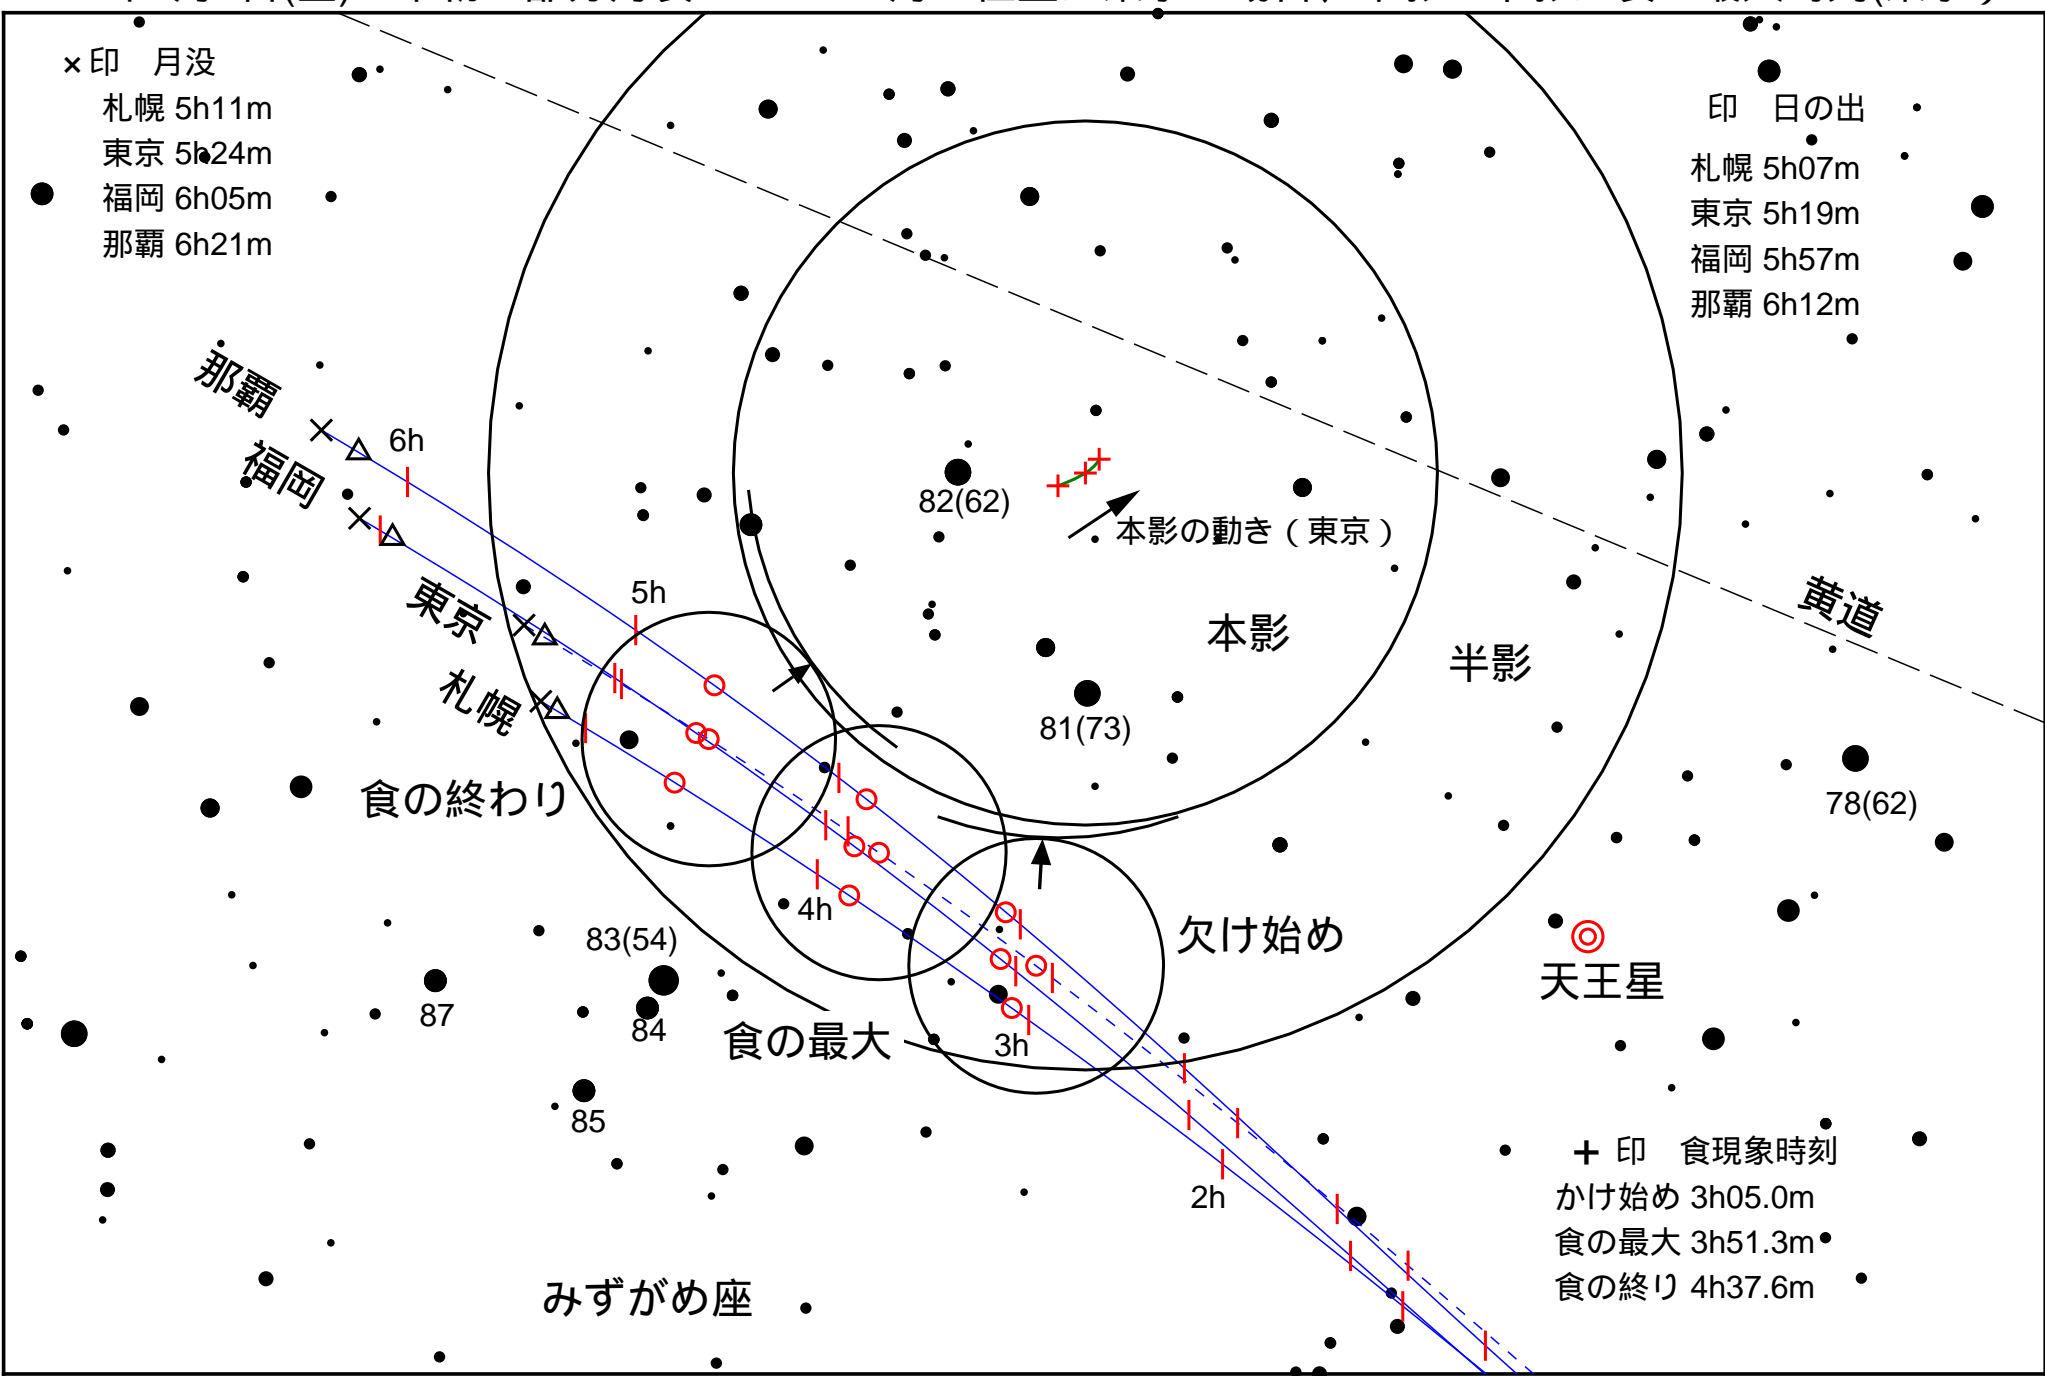 ×印 月没
札幌 5h11m
東京 5h24m
福岡 6h05m
那覇 6h21m
印 日の出
札幌 5h07m
東京 5h19m
福岡 5h57m
那覇 6h12m
那覇
6h
福岡
82(62)
本影の動き(東京)
5h
東京
本影
黄道
半影
札幌
81(73)
食の終わり
78(62)
4h
83(54)
欠け始め
天王星
87
84
食の最大
3h
85
2h
+ 印 食現象時刻
かけ始め 3h05.0m
食の最大 3h51.3m
食の終り 4h37.6m
みずがめ座